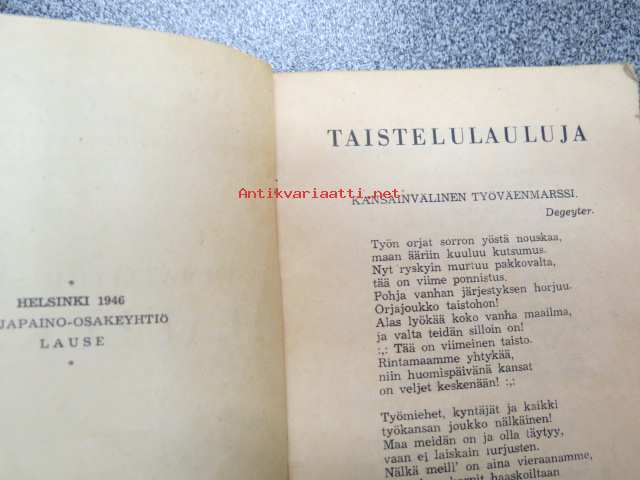 HELSINKI 1946
JAPAINO-OSAKEYHTIÖ
LAUSE
Antikvariaatti.net
TAISTELULAULUJA
KANSAINVÄLINEN TYÖVÄENMARSSI.
Degeyter.
Työn orjat sorron yöstä nouskaa,
maan ääriin kuuluu kutsumus.
Nyt ryskyin murtuu pakkovalta,
tää on viime ponnistus.
Pohja vanhan järjestyksen horjuu.
Orjajoukko taistohon!
Alas lyökää koko vanha maailma,
ja valta teidän silloin on!
:,: Tää on viimeinen taisto.
Rintamaamme yhtykää,
niin huomispäivänä kansat
on veljet keskenään! :,:
Työmiehet, kyntäjät ja kaikki
työkansan joukko nälkäinen!
Maa meidän on ja olla täytyy,
vaan ei laiskain lurjusten.
Nälkä meill' on aina vieraanamme,
korpit haaskoiltaan